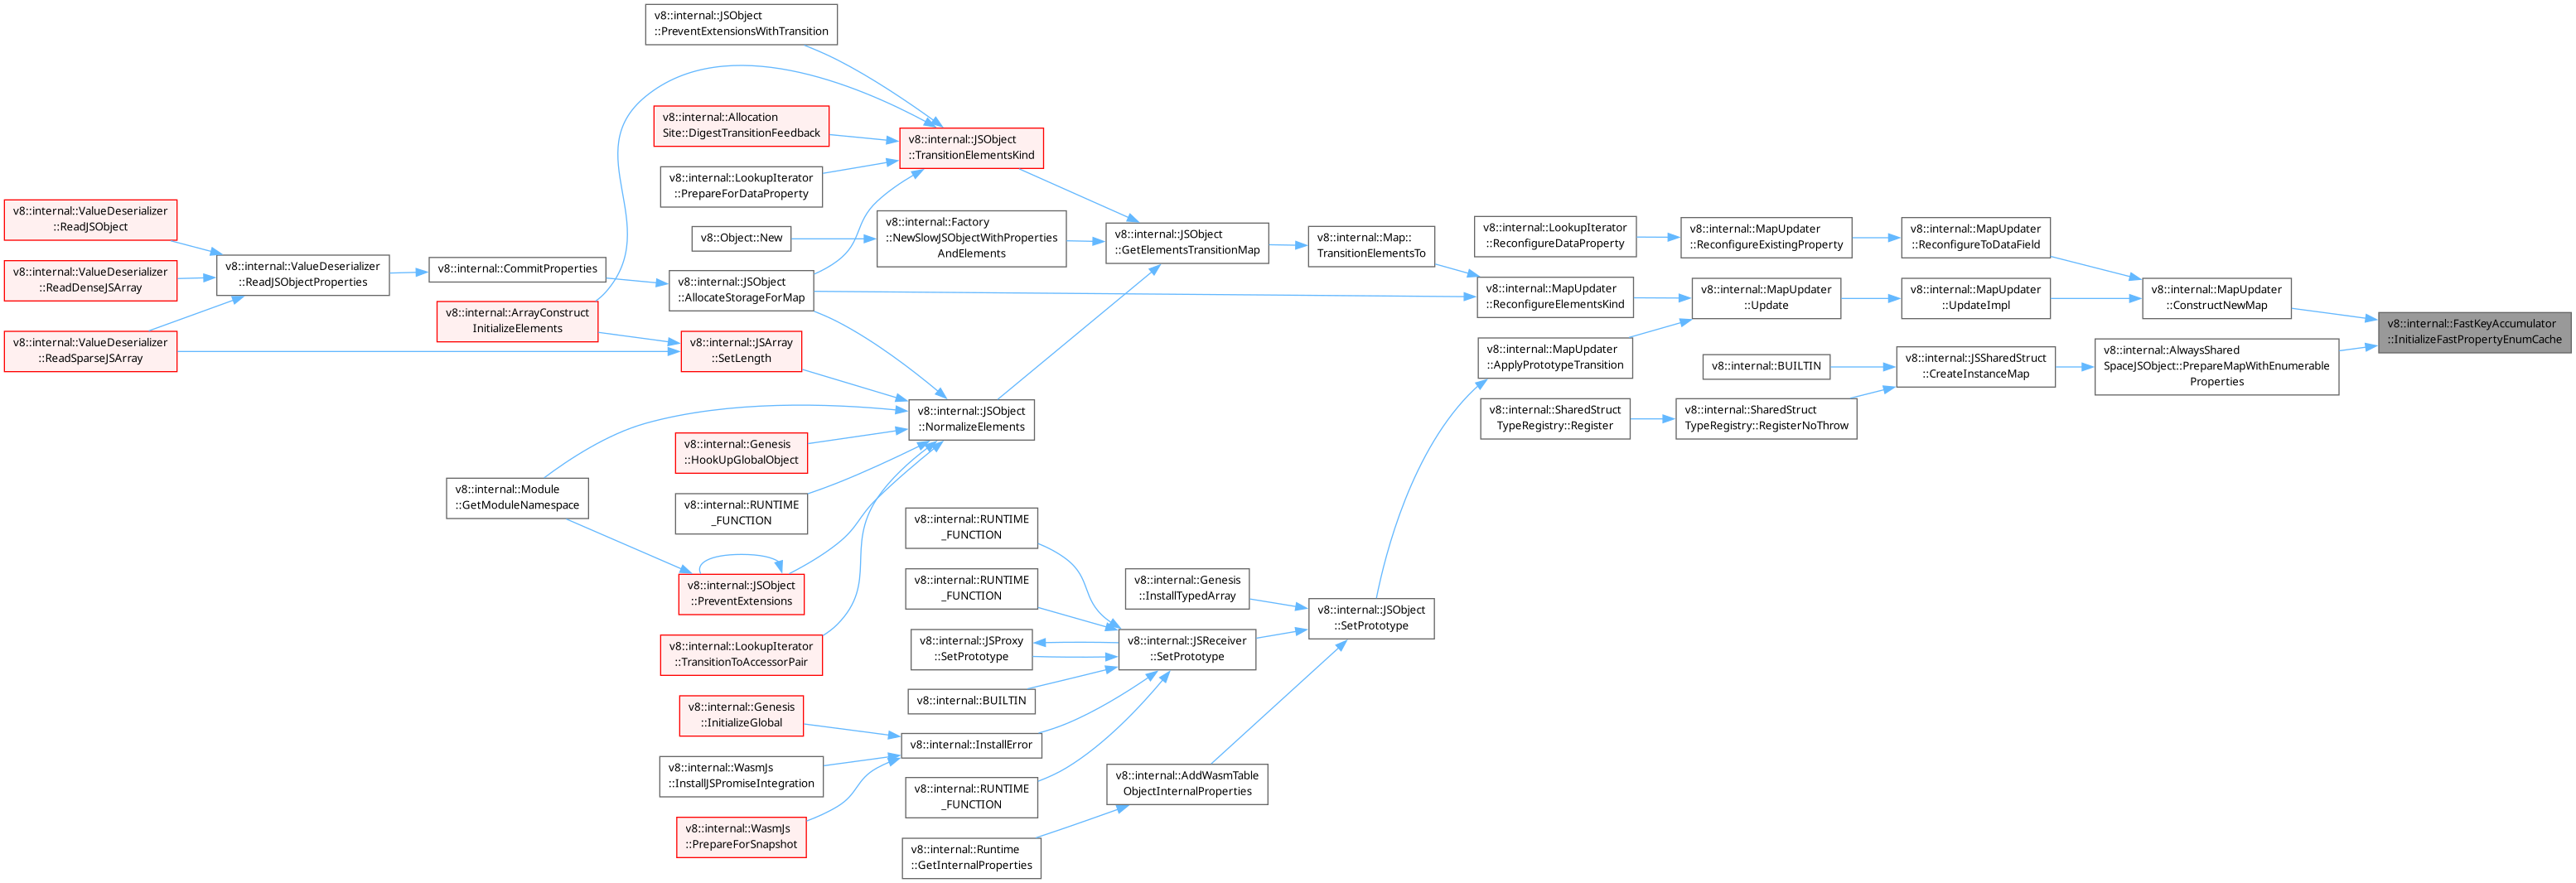 v8::internal::JSObject
::PreventExtensionsWithTransition
v8::internal::Allocation
Site::DigestTransitionFeedback
v8::internal::JSObject
::TransitionElementsKind
v8::internal::LookupIterator
::PrepareForDataProperty
v8::internal::ValueDeserializer
::ReadJSObject
v8::Object::New
v8::internal::Factory
::NewSlowJSObjectWithProperties
AndElements
v8::internal::JSObject
::GetElementsTransitionMap
v8::internal::Map::
TransitionElementsTo
v8::internal::LookupIterator
::ReconfigureDataProperty
v8::internal::MapUpdater
::ReconfigureExistingProperty
v8::internal::MapUpdater
::ReconfigureToDataField
v8::internal::ValueDeserializer
::ReadDenseJSArray
v8::internal::ValueDeserializer
::ReadJSObjectProperties
v8::internal::CommitProperties
v8::internal::JSObject
::AllocateStorageForMap
v8::internal::MapUpdater
::ReconfigureElementsKind
v8::internal::MapUpdater
::Update
v8::internal::MapUpdater
::UpdateImpl
v8::internal::MapUpdater
::ConstructNewMap
v8::internal::FastKeyAccumulator
::InitializeFastPropertyEnumCache
v8::internal::ArrayConstruct
InitializeElements
v8::internal::ValueDeserializer
::ReadSparseJSArray
v8::internal::JSArray
::SetLength
v8::internal::MapUpdater
::ApplyPrototypeTransition
v8::internal::BUILTIN
v8::internal::JSSharedStruct
::CreateInstanceMap
v8::internal::AlwaysShared
SpaceJSObject::PrepareMapWithEnumerable
Properties
v8::internal::JSObject
::NormalizeElements
v8::internal::SharedStruct
TypeRegistry::Register
v8::internal::SharedStruct
TypeRegistry::RegisterNoThrow
v8::internal::Genesis
::HookUpGlobalObject
v8::internal::Module
::GetModuleNamespace
v8::internal::RUNTIME
_FUNCTION
v8::internal::RUNTIME
_FUNCTION
v8::internal::JSObject
::PreventExtensions
v8::internal::RUNTIME
_FUNCTION
v8::internal::Genesis
::InstallTypedArray
v8::internal::JSObject
::SetPrototype
v8::internal::LookupIterator
::TransitionToAccessorPair
v8::internal::JSProxy
::SetPrototype
v8::internal::JSReceiver
::SetPrototype
v8::internal::BUILTIN
v8::internal::Genesis
::InitializeGlobal
v8::internal::InstallError
v8::internal::WasmJs
::InstallJSPromiseIntegration
v8::internal::RUNTIME
_FUNCTION
v8::internal::AddWasmTable
ObjectInternalProperties
v8::internal::WasmJs
::PrepareForSnapshot
v8::internal::Runtime
::GetInternalProperties